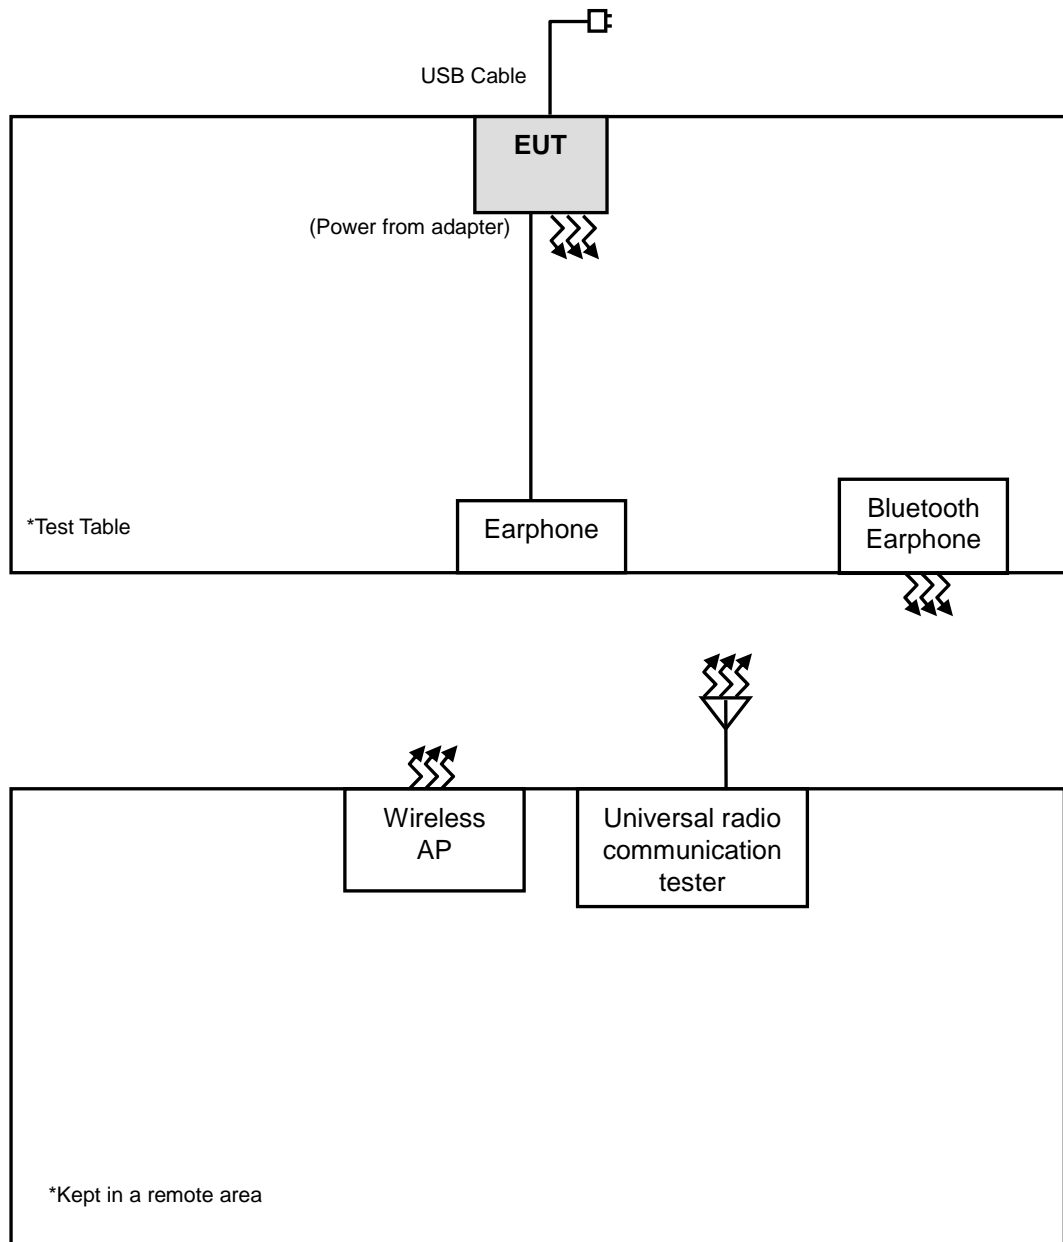 USB Cable
EUT
(Power from adapter)
*Test Table
Earphone
Bluetooth
Earphone
Wireless
AP
Universal radio
communication
tester
*Kept in a remote area